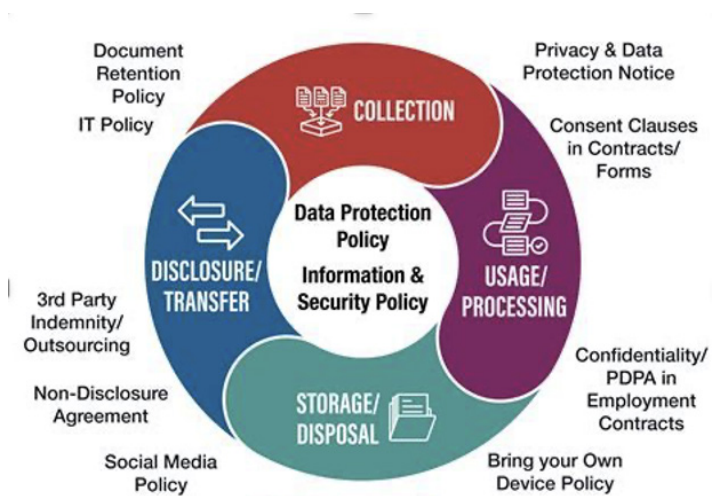 Document
Retention
Policy
IT Policy
COLLECTION
Privacy & Data
Protection Notice
Consent Clauses
in Contracts/
Forms
Data Protection
Policy
Information &
Security Policy
USAGE/
PROCESSING
DISCLOSURE/
TRANSFER
3rd Party
Indemnity/
Outsourcing
Non-Disclosure
Agreement
Social Media
Policy
STORAGE/
DISPOSAL
Confidentiality/
PDPA in
Employment
Contracts
Bring your Own
Device Policy